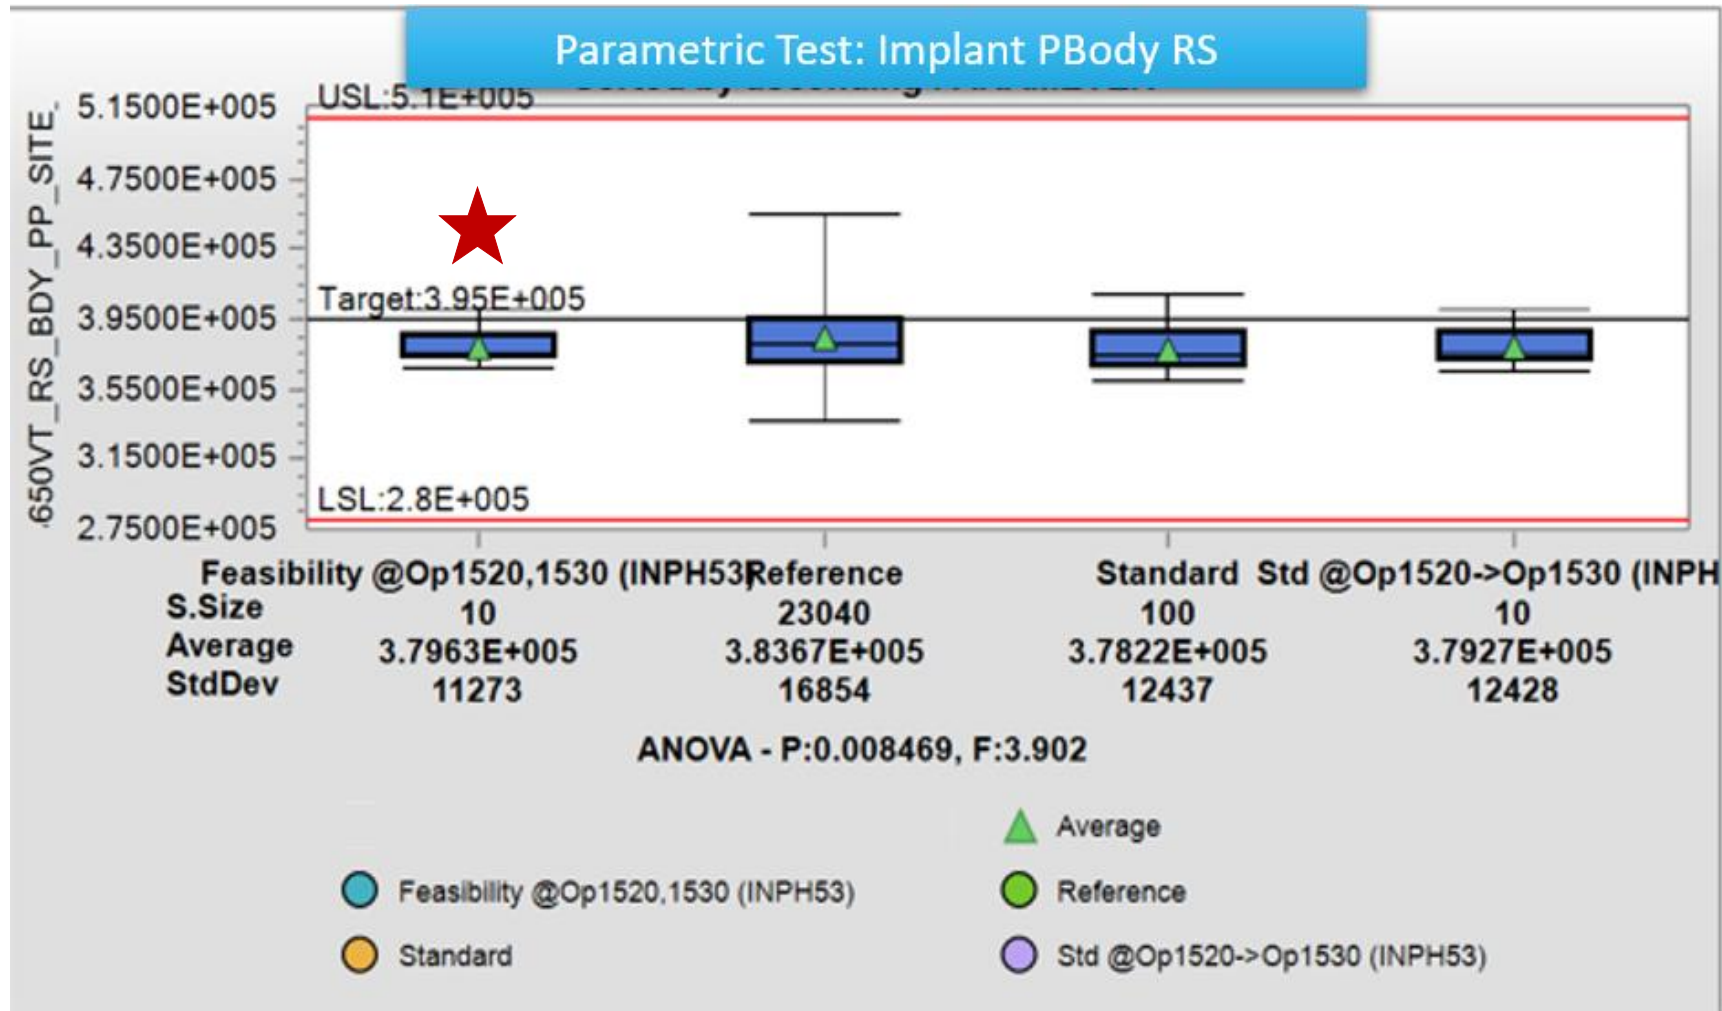 Parametric Test: Implant PBody RS
USL:5.1E+005
5.1500E+005
4.7500E+005
4.3500E+005
Target:3.95E+005
3.9500E+005
3.5500E+005
3.1500E+005
LSL:2.8E+005
2.7500E+005
650VT_RS_BDY_PP_SITE
Feasibility @Op1520,1530 (INPH53 Reference Standard Std @Op1520->Op1530 (INPH
S.Size 10 23040 100 10
Average 3.7963E+005 3.8367E+005 3.7822E+005 3.7927E+005
StdDev 11273 16854 12437 12428
ANOVA - P:0.008469, F:3.902
Average
Feasibility @Op1520,1530 (INPH53) Reference
Standard Std @Op1520->Op1530 (INPH53)